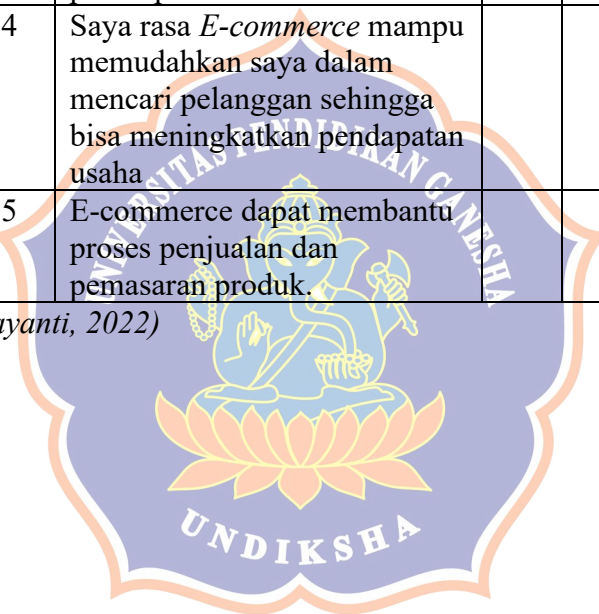 4 Saya rasa E-commerce mampu
memudahkan saya dalam
mencari pelanggan sehingga
bisa meningkatkan pendapatan
usaha
5 E-commerce dapat membantu
proses penjualan dan
pemasaran produk.
ayanti, 2022)
UNIVERSITAS PENDIDIKAN GANESHA
UNDIKSHA